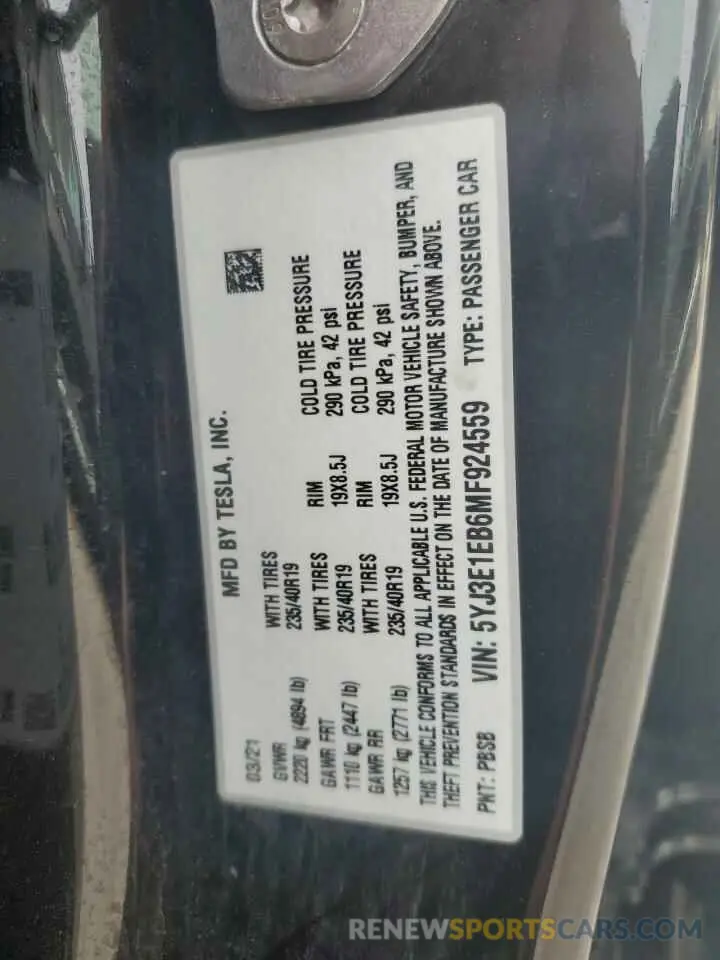 MFD BY TESLA, INC.
03/21
GVWR WITH TIRES RIM COLD TIRE PRESSURE
2220 kg (4894 lb) 235/40R19 19X8.5J 290 kPa, 42 psi
GAWR FRT WITH TIRES RIM COLD TIRE PRESSURE
1110 kg (2447 lb) 235/40R19 19X8.5J 290 kPa, 42 psi
GAWR RR WITH TIRES
1257 kg (2771 lb) 235/40R19
THIS VEHICLE CONFORMS TO ALL APPLICABLE U.S. FEDERAL MOTOR VEHICLE SAFETY, BUMPER, AND
THEFT PREVENTION STANDARDS IN EFFECT ON THE DATE OF MANUFACTURE SHOWN ABOVE.
PNT: PBSB VIN: 5YJ3E1EB6MF924559 TYPE: PASSENGER CAR
RENEWSPORTSCARS.COM